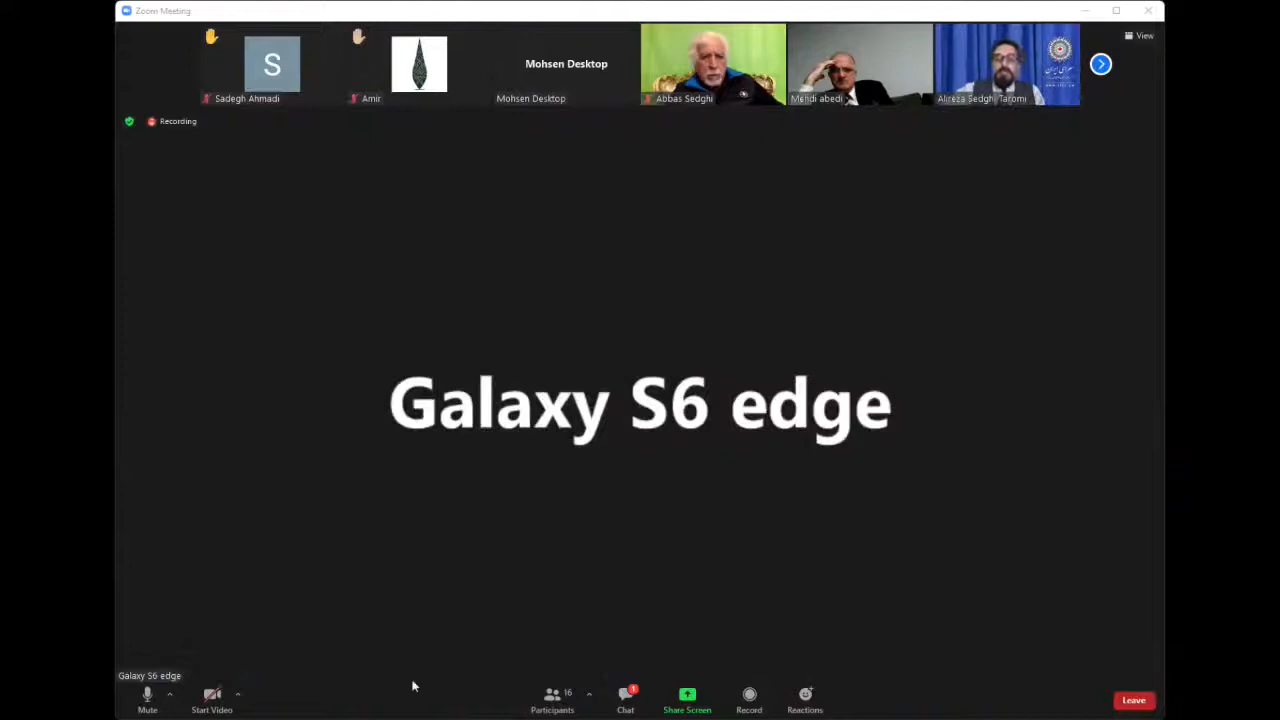 Zoom Meeting
View
S
Sadegh Ahmadi
Amir
Mohsen Desktop
Mohsen Desktop
Abbas Sedghi
Mehdi abedi
Alireza Sedghi Taromi
Recording
Galaxy S6 edge
Galaxy S6 edge
Mute
Start Video
16
Participants
1
Chat
Share Screen
Record
Reactions
Leave